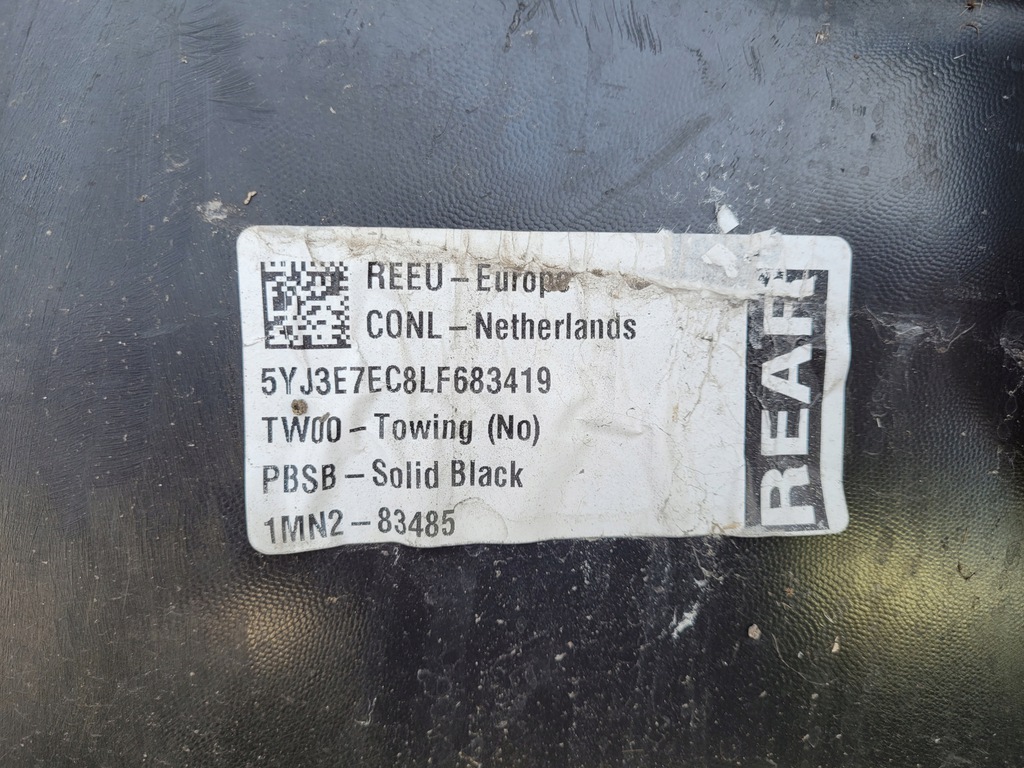 REEU – Europe
CONL – Netherlands
5YJ3E7EC8LF683419
TW00 – Towing (No)
PBSB – Solid Black
1MN2 – 83485
REAR